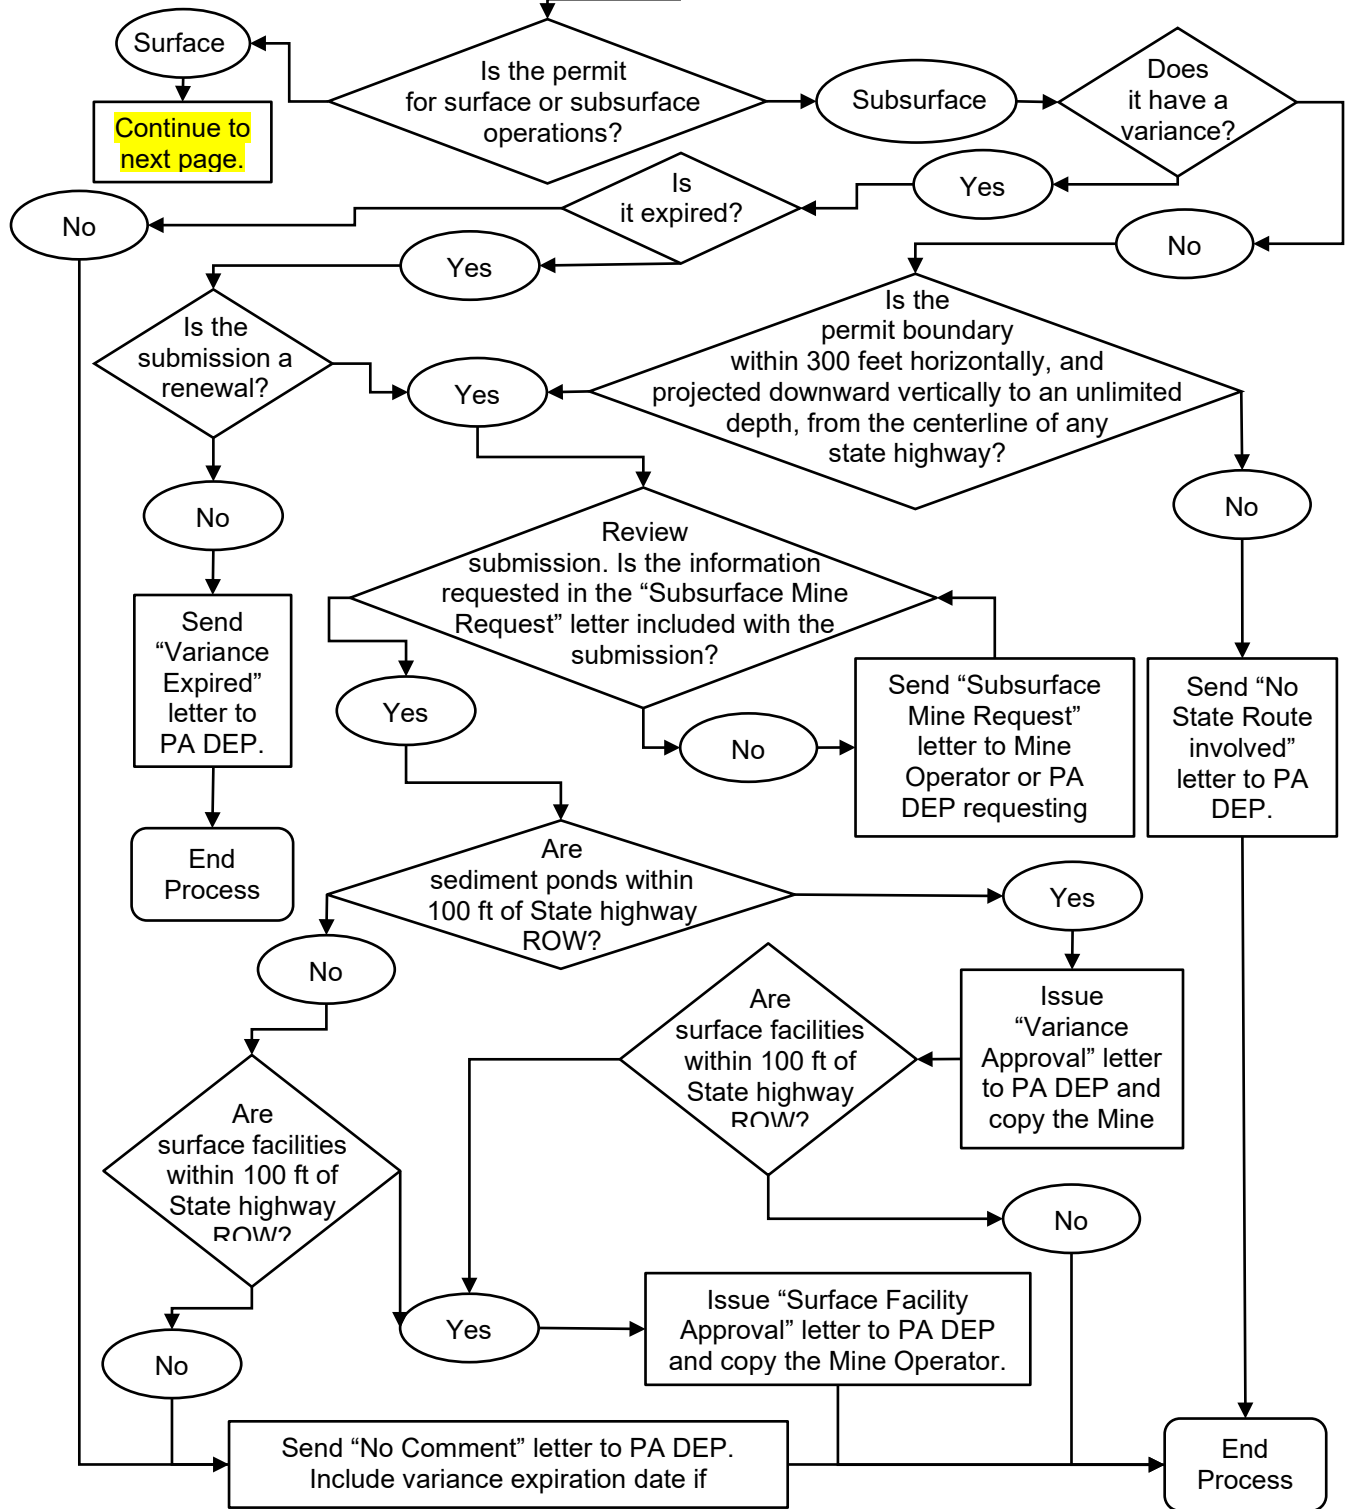 Surface
Is the permit
for surface or subsurface
operations?
Subsurface
Does
it have a
variance?
Continue to
next page.
No
Is
it expired?
Yes
No
Yes
Is the
submission a
renewal?
Yes
Is the
permit boundary
within 300 feet horizontally, and
projected downward vertically to an unlimited
depth, from the centerline of any
state highway?
No
No
Review
submission. Is the information
requested in the “Subsurface Mine
Request” letter included with the
submission?
Send
“Variance
Expired”
letter to
PA DEP.
Yes
No
Send “Subsurface
Mine Request”
letter to Mine
Operator or PA
DEP requesting
Send “No
State Route
involved”
letter to PA
DEP.
End
Process
Are
sediment ponds within
100 ft of State highway
ROW?
Yes
No
Are
surface facilities
within 100 ft of
State highway
ROW?
Issue
“Variance
Approval” letter
to PA DEP and
copy the Mine
Are
surface facilities
within 100 ft of
State highway
ROW?
No
No
Yes
Issue “Surface Facility
Approval” letter to PA DEP
and copy the Mine Operator.
Send “No Comment” letter to PA DEP.
Include variance expiration date if
End
Process